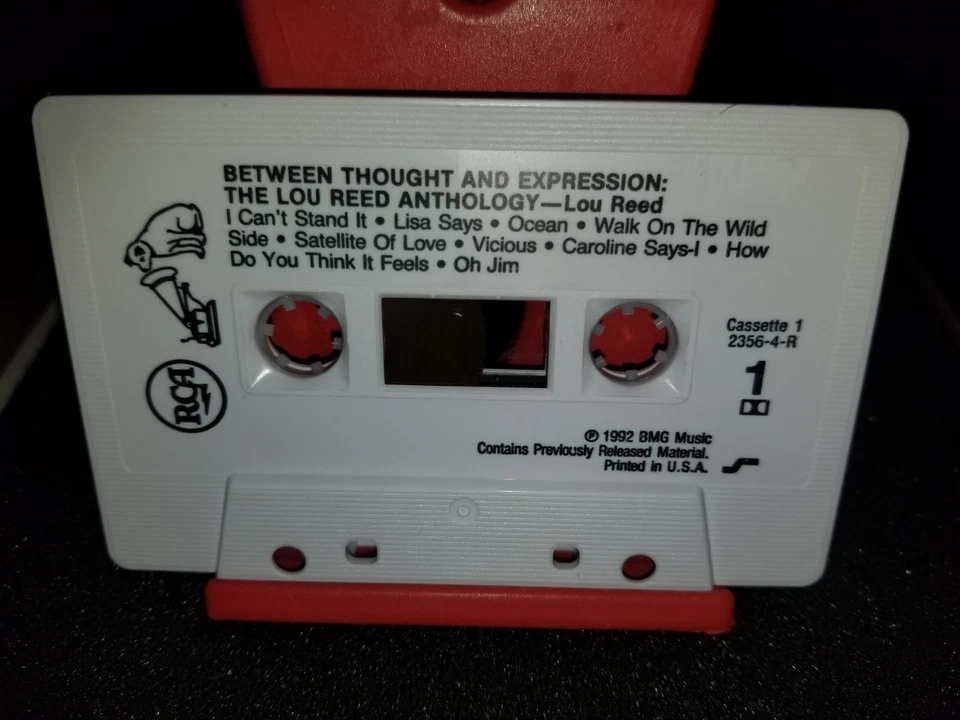 BETWEEN THOUGHT AND EXPRESSION:
THE LOU REED ANTHOLOGY—Lou Reed
I Can't Stand It • Lisa Says • Ocean • Walk On The Wild
Side • Satellite Of Love • Vicious • Caroline Says-I • How
Do You Think It Feels • Oh Jim
RCA
Cassette 1
2356-4-R
1
℗ 1992 BMG Music
Contains Previously Released Material.
Printed in U.S.A.